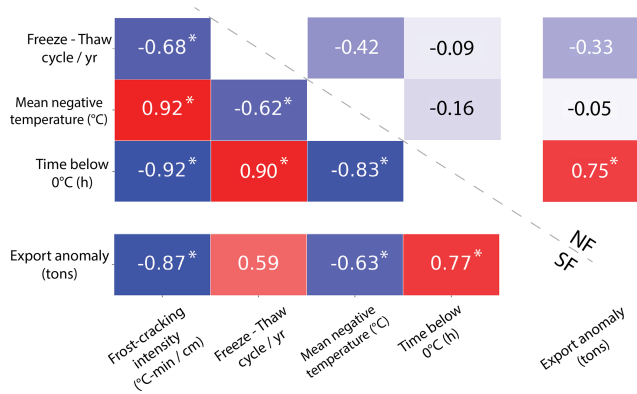 Freeze - Thaw
cycle / yr
-0.68*
-0.42
-0.09
-0.33
Mean negative
temperature (°C)
0.92*
-0.62*
-0.16
-0.05
Time below
0°C (h)
-0.92*
0.90*
-0.83*
0.75*
NF
SF
Export anomaly
(tons)
-0.87*
0.59
-0.63*
0.77*
Frost-cracking
intensity
(°C-min / cm)
Freeze - Thaw
cycle / yr
Mean negative
temperature (°C)
Time below
0°C (h)
Export anomaly
(tons)